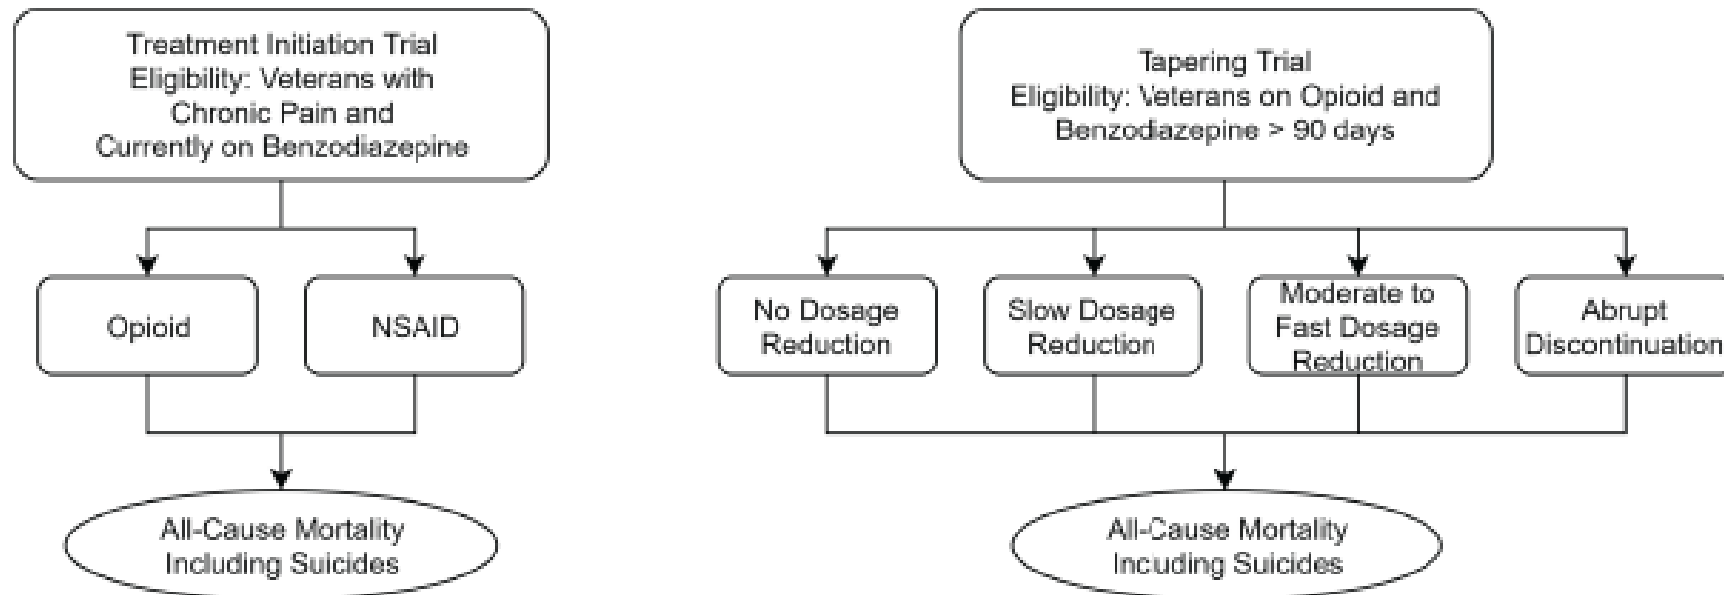 Treatment Initiation Trial
Eligibility: Veterans with
Chronic Pain and
Currently on Benzodiazepine
Opioid
NSAID
All-Cause Mortality
Including Suicides
Tapering Trial
Eligibility: Veterans on Opioid and
Benzodiazepine > 90 days
No Dosage
Reduction
Slow Dosage
Reduction
Moderate to
Fast Dosage
Reduction
Abrupt
Discontinuation
All-Cause Mortality
Including Suicides